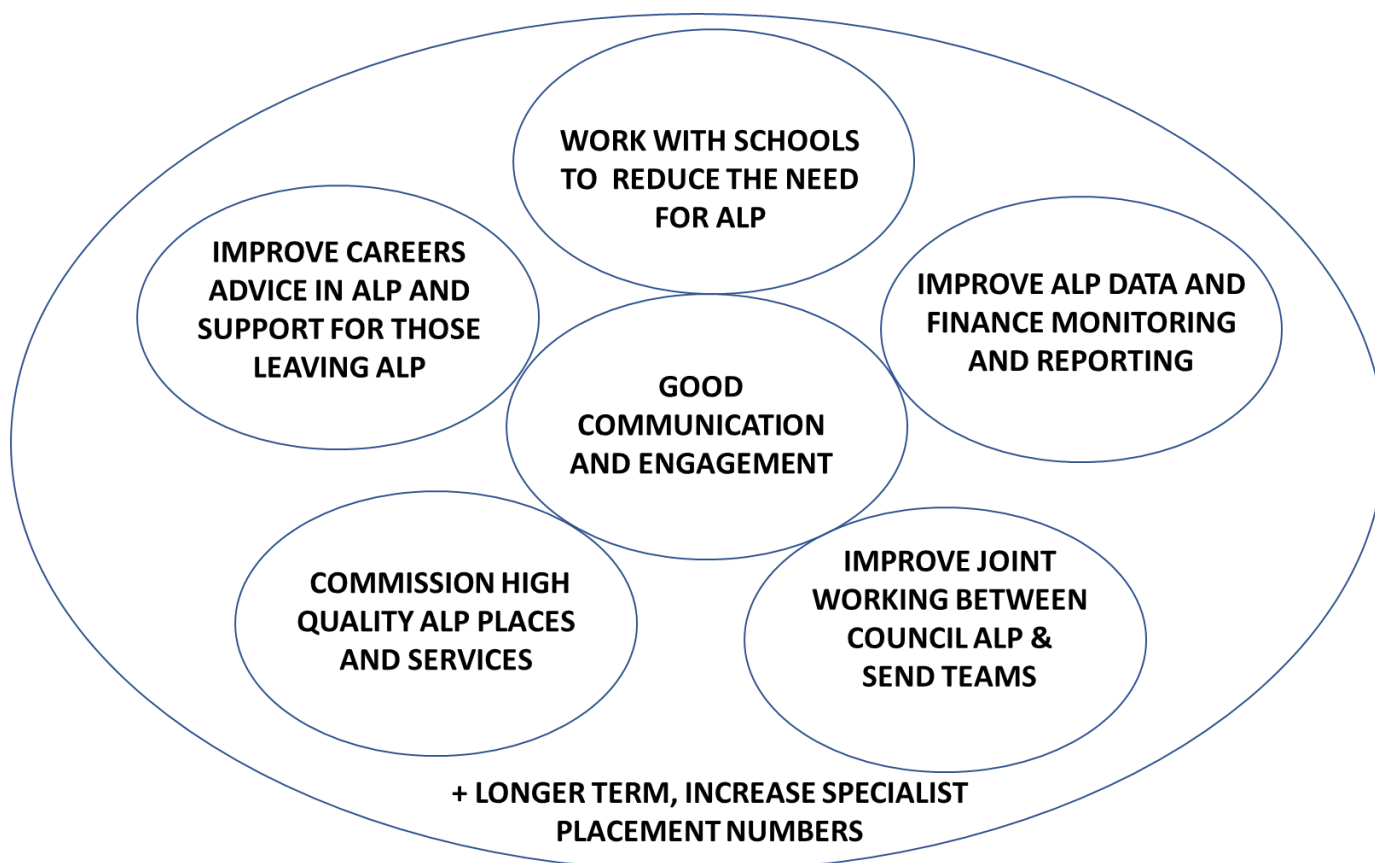 WORK WITH SCHOOLS
TO REDUCE THE NEED
FOR ALP
IMPROVE CAREERS
ADVICE IN ALP AND
SUPPORT FOR THOSE
LEAVING ALP
IMPROVE ALP DATA AND
FINANCE MONITORING
AND REPORTING
GOOD
COMMUNICATION
AND ENGAGEMENT
COMMISSION HIGH
QUALITY ALP PLACES
AND SERVICES
IMPROVE JOINT
WORKING BETWEEN
COUNCIL ALP &
SEND TEAMS
+ LONGER TERM, INCREASE SPECIALIST
PLACEMENT NUMBERS